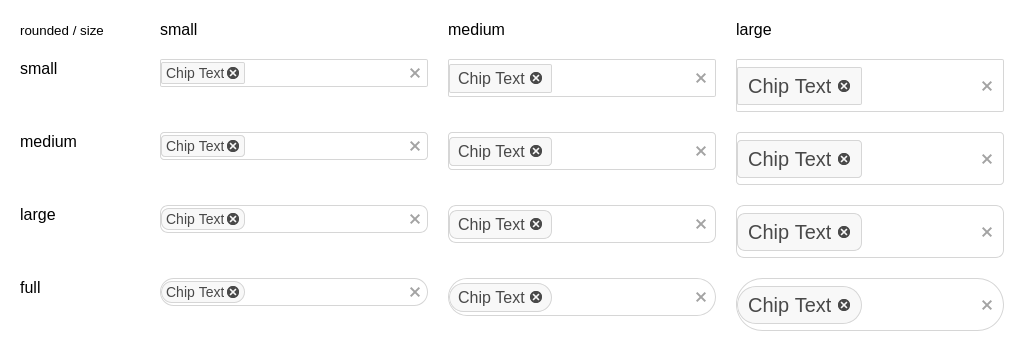 rounded / size small medium large
small Chip Text Chip Text Chip Text
medium Chip Text Chip Text Chip Text
large Chip Text Chip Text Chip Text
full Chip Text Chip Text Chip Text